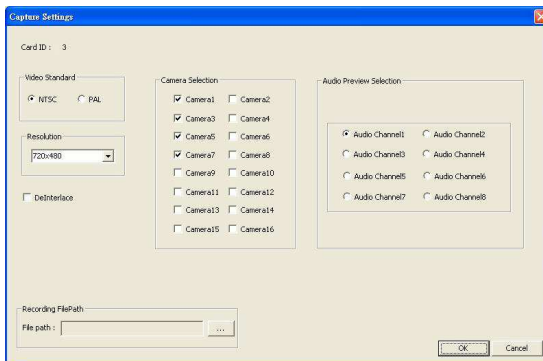 Capture Settings
Card ID : 3
Video Standard
NTSC PAL
Resolution
720x480
DeInterlace
Camera Selection
Camera1 Camera2
Camera3 Camera4
Camera5 Camera6
Camera7 Camera8
Camera9 Camera10
Camera11 Camera12
Camera13 Camera14
Camera15 Camera16
Audio Preview Selection
Audio Channel1 Audio Channel2
Audio Channel3 Audio Channel4
Audio Channel5 Audio Channel6
Audio Channel7 Audio Channel8
Recording FilePath
File path : ...
OK Cancel